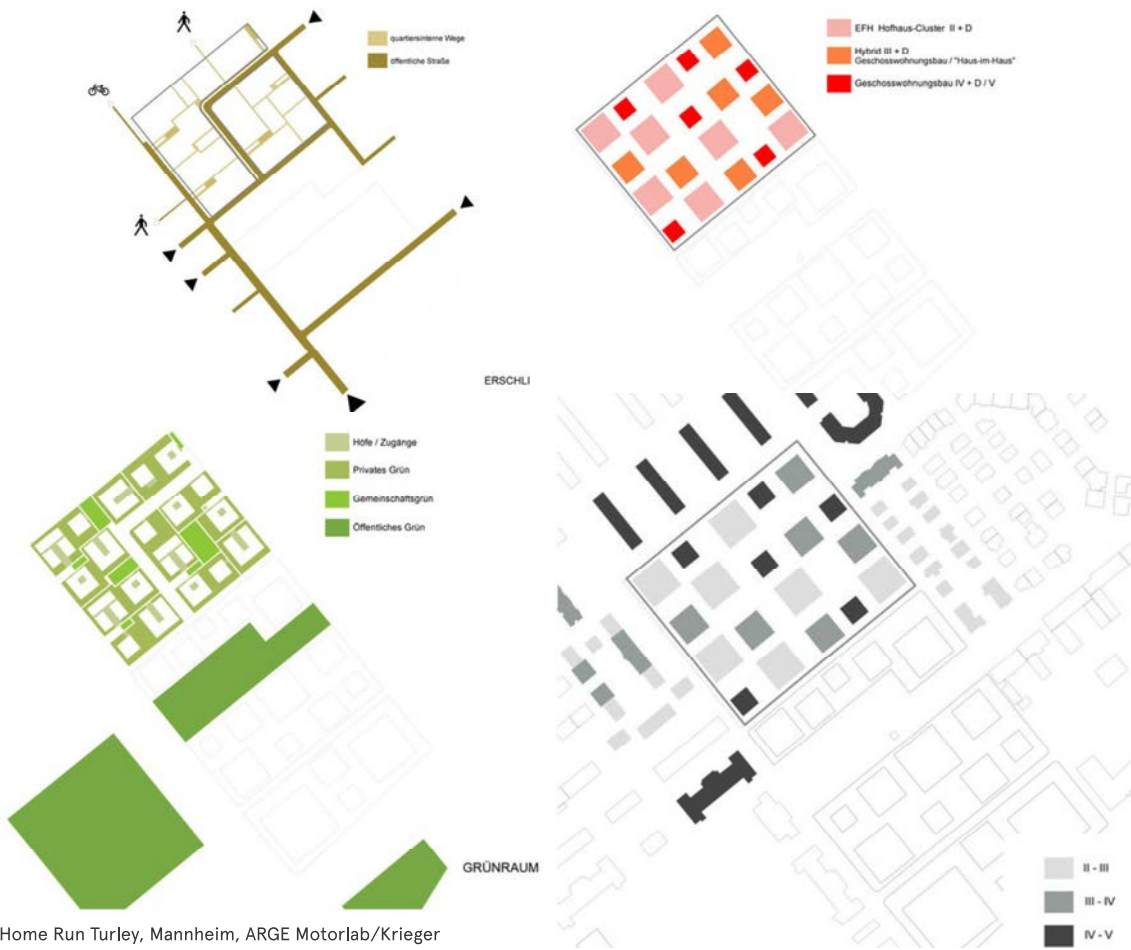 quartiersinterne Wege
öffentliche Straße
ERSCHLI
EFH Hofhaus-Cluster II + D
Hybrid III + D
Geschosswohnungsbau / "Haus-im-Haus"
Geschosswohnungsbau IV + D / V
Höfe / Zugänge
Privates Grün
Gemeinschaftsgrün
Öffentliches Grün
GRÜNRAUM
II - III
III - IV
IV - V
Home Run Turley, Mannheim, ARGE Motorlab/Krieger